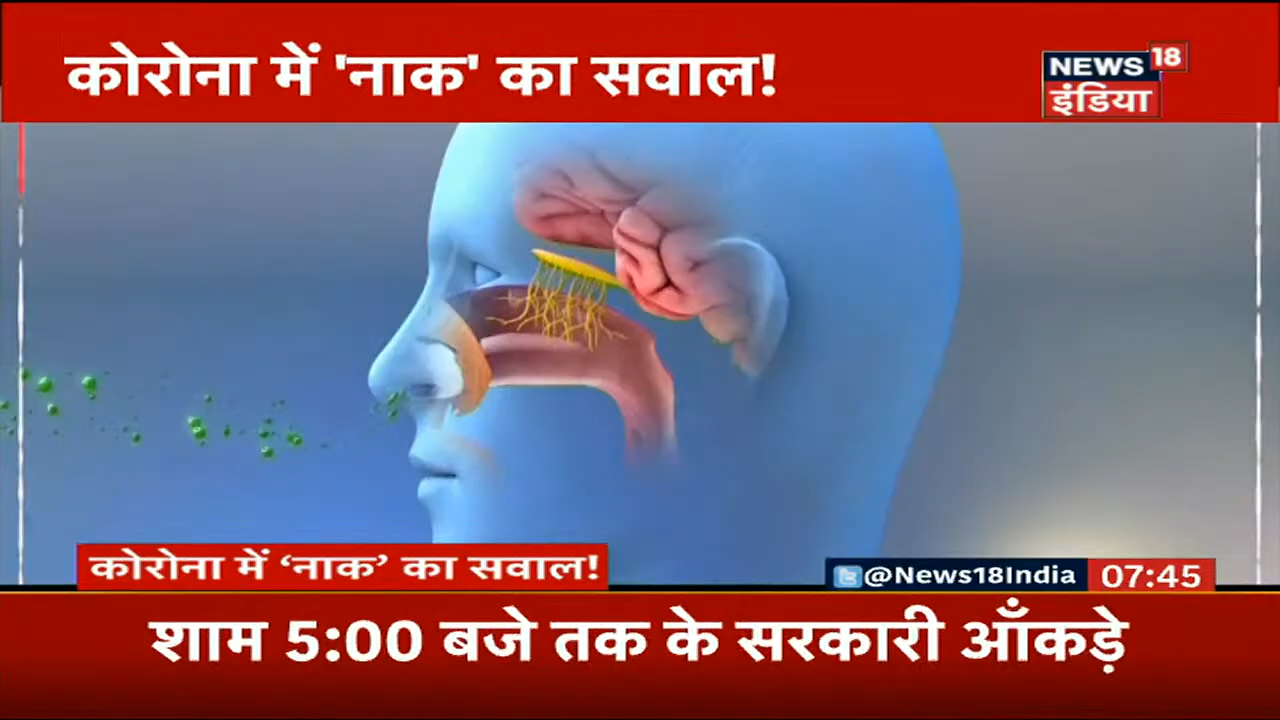 कोरोना में 'नाक' का सवाल!
NEWS 18
इंडिया
कोरोना में ‘नाक’ का सवाल!
@News18India 07:45
शाम 5:00 बजे तक के सरकारी आँकड़े